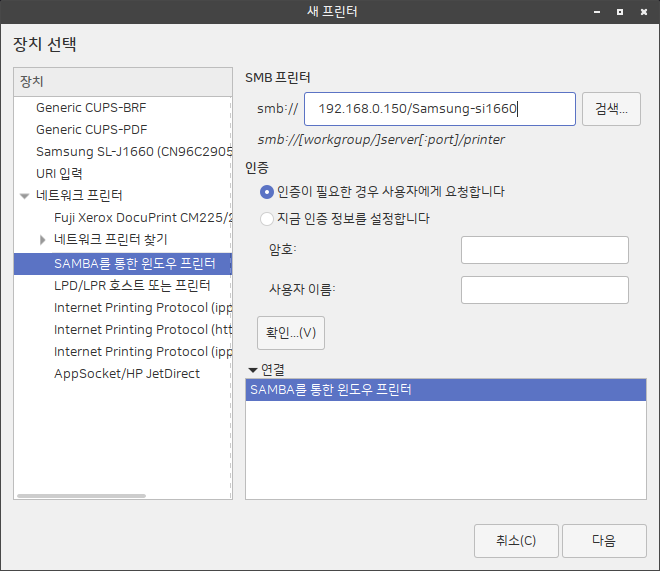 새 프린터
장치 선택
장치
Generic CUPS-BRF
Generic CUPS-PDF
Samsung SL-J1660 (CN96C2905
URI 입력
네트워크 프린터
Fuji Xerox DocuPrint CM225/2
네트워크 프린터 찾기
SAMBA를 통한 윈도우 프린터
LPD/LPR 호스트 또는 프린터
Internet Printing Protocol (ipp
Internet Printing Protocol (htt
Internet Printing Protocol (ipp
AppSocket/HP JetDirect
SMB 프린터
smb:// 192.168.0.150/Samsung-si1660 검색...
smb://[workgroup/]server[:port]/printer
인증
인증이 필요한 경우 사용자에게 요청합니다
지금 인증 정보를 설정합니다
암호:
사용자 이름:
확인...(V)
연결
SAMBA를 통한 윈도우 프린터
취소(C) 다음